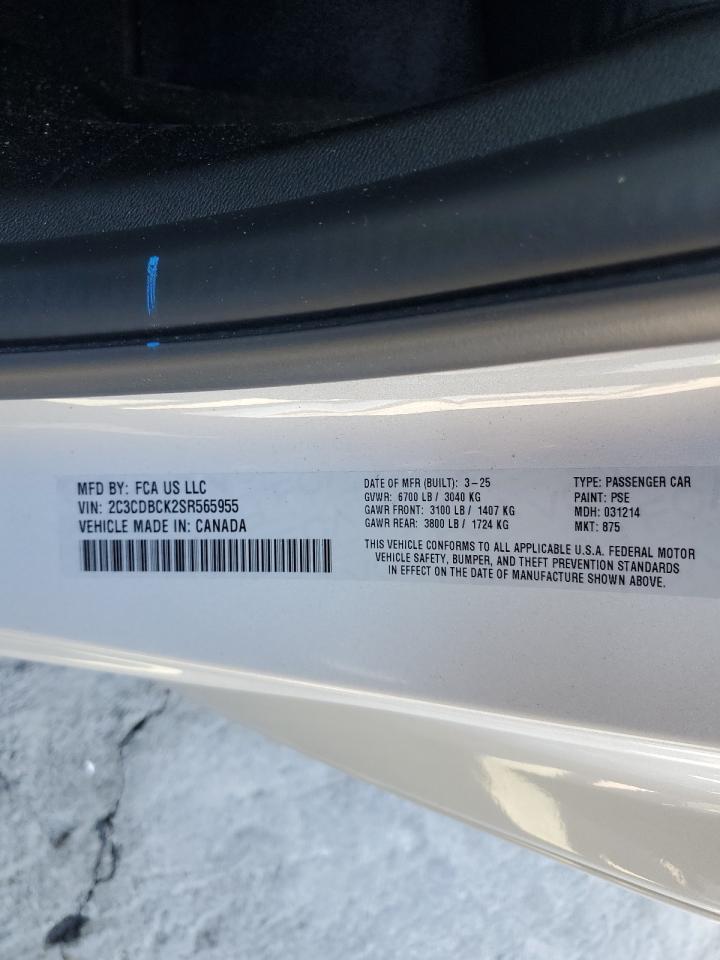 MFD BY: FCA US LLC
VIN: 2C3CDBCK2SR565955
VEHICLE MADE IN: CANADA
DATE OF MFR (BUILT): 3-25
GVWR: 6700 LB / 3040 KG
GAWR FRONT: 3100 LB / 1407 KG
GAWR REAR: 3800 LB / 1724 KG
TYPE: PASSENGER CAR
PAINT: PSE
MDH: 031214
MKT: 875
THIS VEHICLE CONFORMS TO ALL APPLICABLE U.S.A. FEDERAL MOTOR
VEHICLE SAFETY, BUMPER, AND THEFT PREVENTION STANDARDS
IN EFFECT ON THE DATE OF MANUFACTURE SHOWN ABOVE.